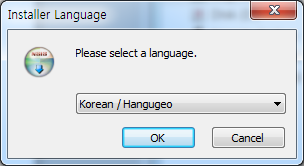 Installer Language
Please select a language.
Korean / Hangugeo
OK
Cancel